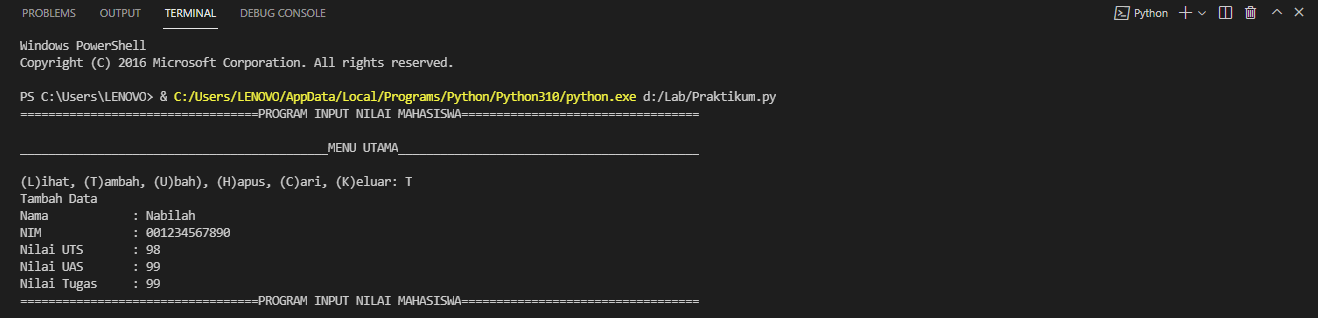 PROBLEMS OUTPUT TERMINAL DEBUG CONSOLE Python
Windows PowerShell
Copyright (C) 2016 Microsoft Corporation. All rights reserved.
PS C:\Users\LENOVO> & C:/Users/LENOVO/AppData/Local/Programs/Python/Python310/python.exe d:/Lab/Praktikum.py
==================================PROGRAM INPUT NILAI MAHASISWA==================================
____________________________________________MENU UTAMA___________________________________________
(L)ihat, (T)ambah, (U)bah), (H)apus, (C)ari, (K)eluar: T
Tambah Data
Nama            : Nabilah
NIM             : 001234567890
Nilai UTS       : 98
Nilai UAS       : 99
Nilai Tugas     : 99
==================================PROGRAM INPUT NILAI MAHASISWA==================================